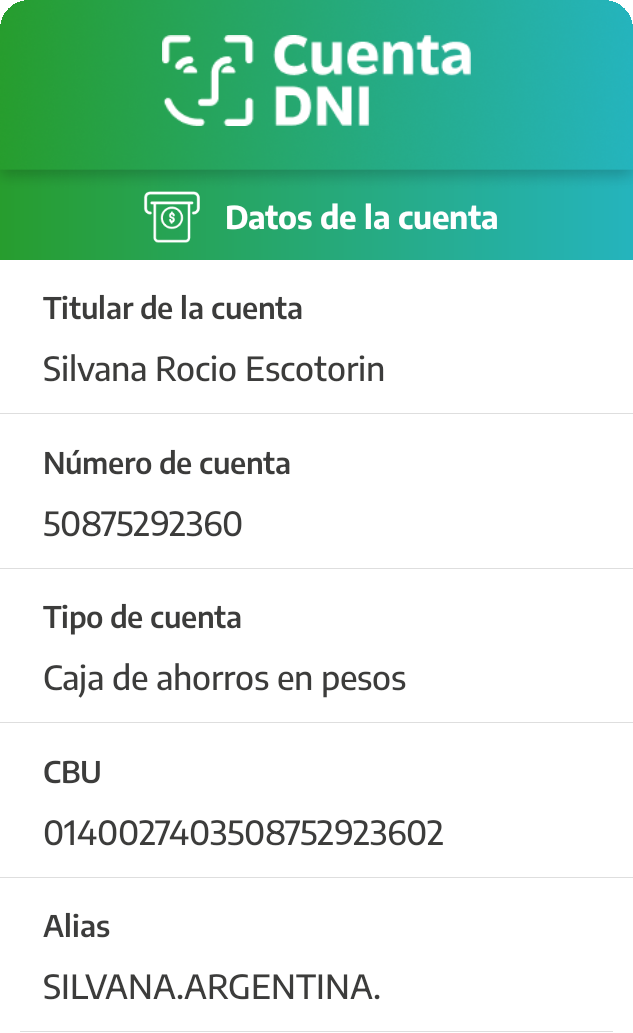 Cuenta
DNI
Datos de la cuenta
Titular de la cuenta
Silvana Rocio Escotorin
Número de cuenta
50875292360
Tipo de cuenta
Caja de ahorros en pesos
CBU
0140027403508752923602
Alias
SILVANA.ARGENTINA.